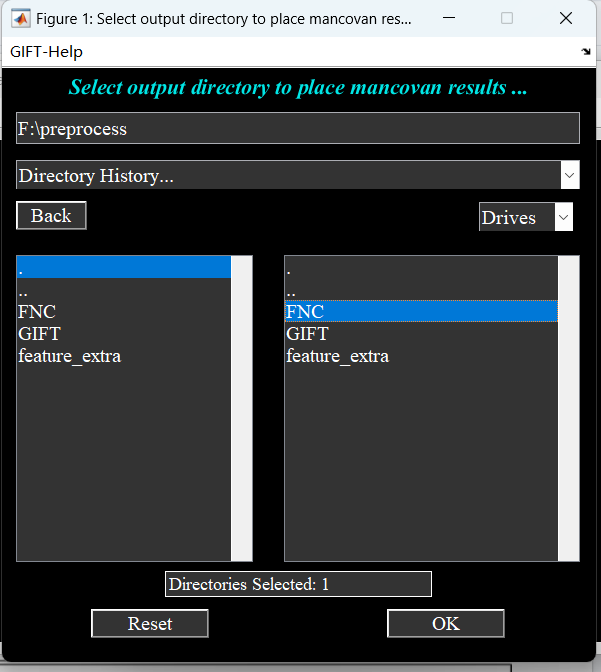 Figure 1: Select output directory to place mancovan res...
GIFT-Help
Select output directory to place mancovan results ...
F:\preprocess
Directory History...
Back
Drives
.
..
FNC
GIFT
feature_extra
.
..
FNC
GIFT
feature_extra
Directories Selected: 1
Reset
OK